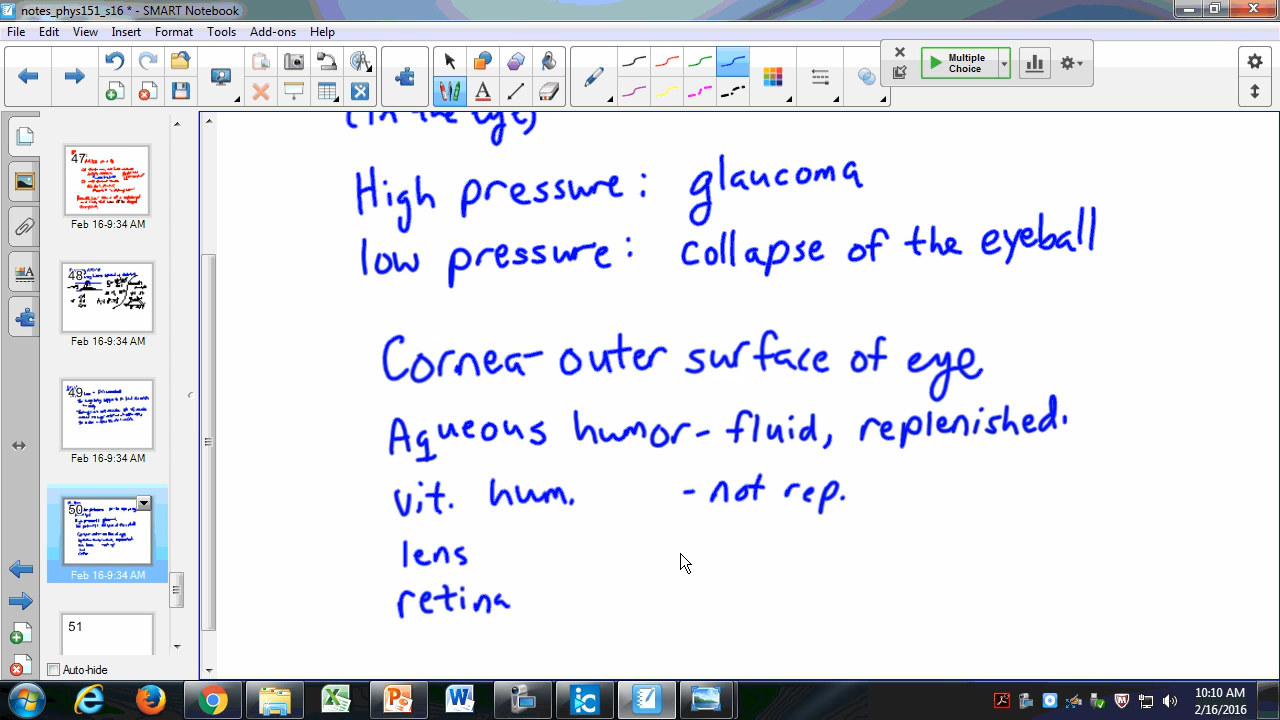 notes_phys151_s16 * - SMART Notebook
File Edit View Insert Format Tools Add-ons Help
Multiple
Choice
(in the eye)
High pressure: glaucoma
low pressure: collapse of the eyeball
Cornea- outer surface of eye
Aqueous humor- fluid, replenished.
vit. hum. - not rep.
lens
retina
47
Feb 16-9:34 AM
48
Feb 16-9:34 AM
49
Feb 16-9:34 AM
50
Feb 16-9:34 AM
51
Auto-hide
10:10 AM
2/16/2016